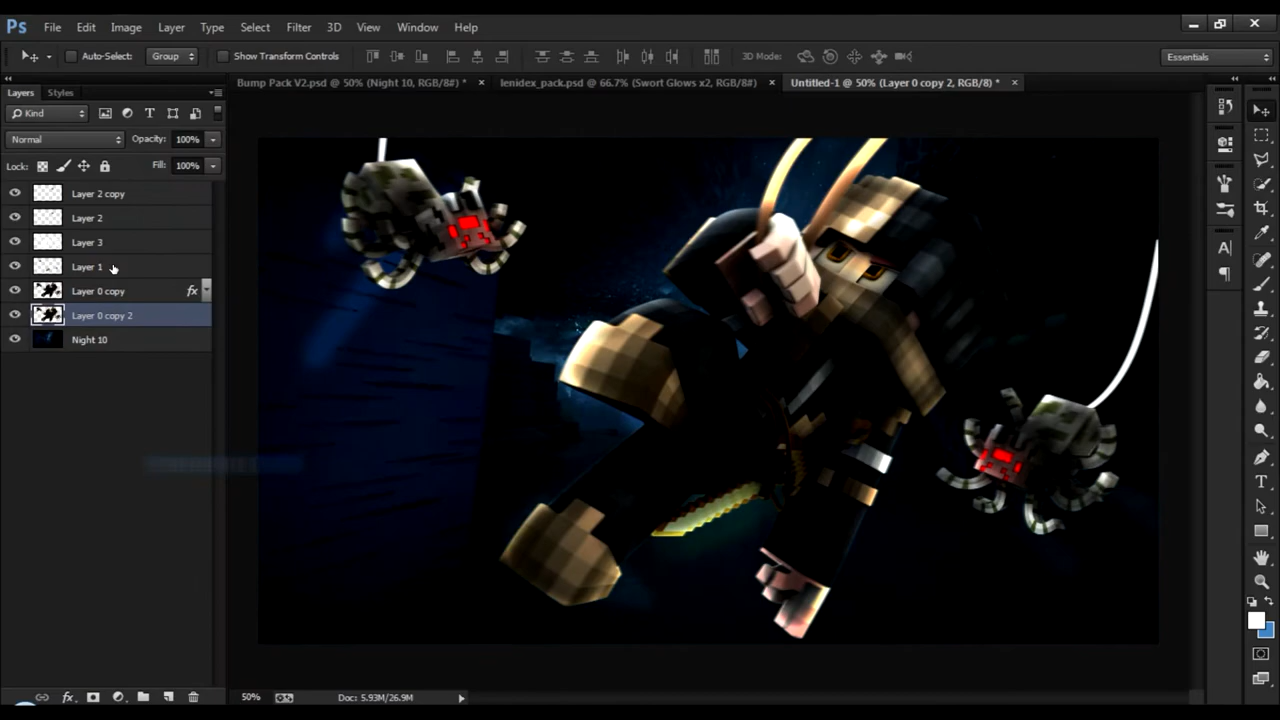 Ps File Edit Image Layer Type Select Filter 3D View Window Help
Auto-Select: Group Show Transform Controls 3D Mode: Essentials
Layers Styles Bump Pack V2.psd @ 50% (Night 10, RGB/8#) * lenidex_pack.psd @ 66.7% (Swort Glows x2, RGB/8#) Untitled-1 @ 50% (Layer 0 copy 2, RGB/8) *
Kind
Normal Opacity: 100%
Lock: Fill: 100%
Layer 2 copy
Layer 2
Layer 3
Layer 1
Layer 0 copy fx
Layer 0 copy 2
Night 10
fx 50% Doc: 5.93M/26.9M